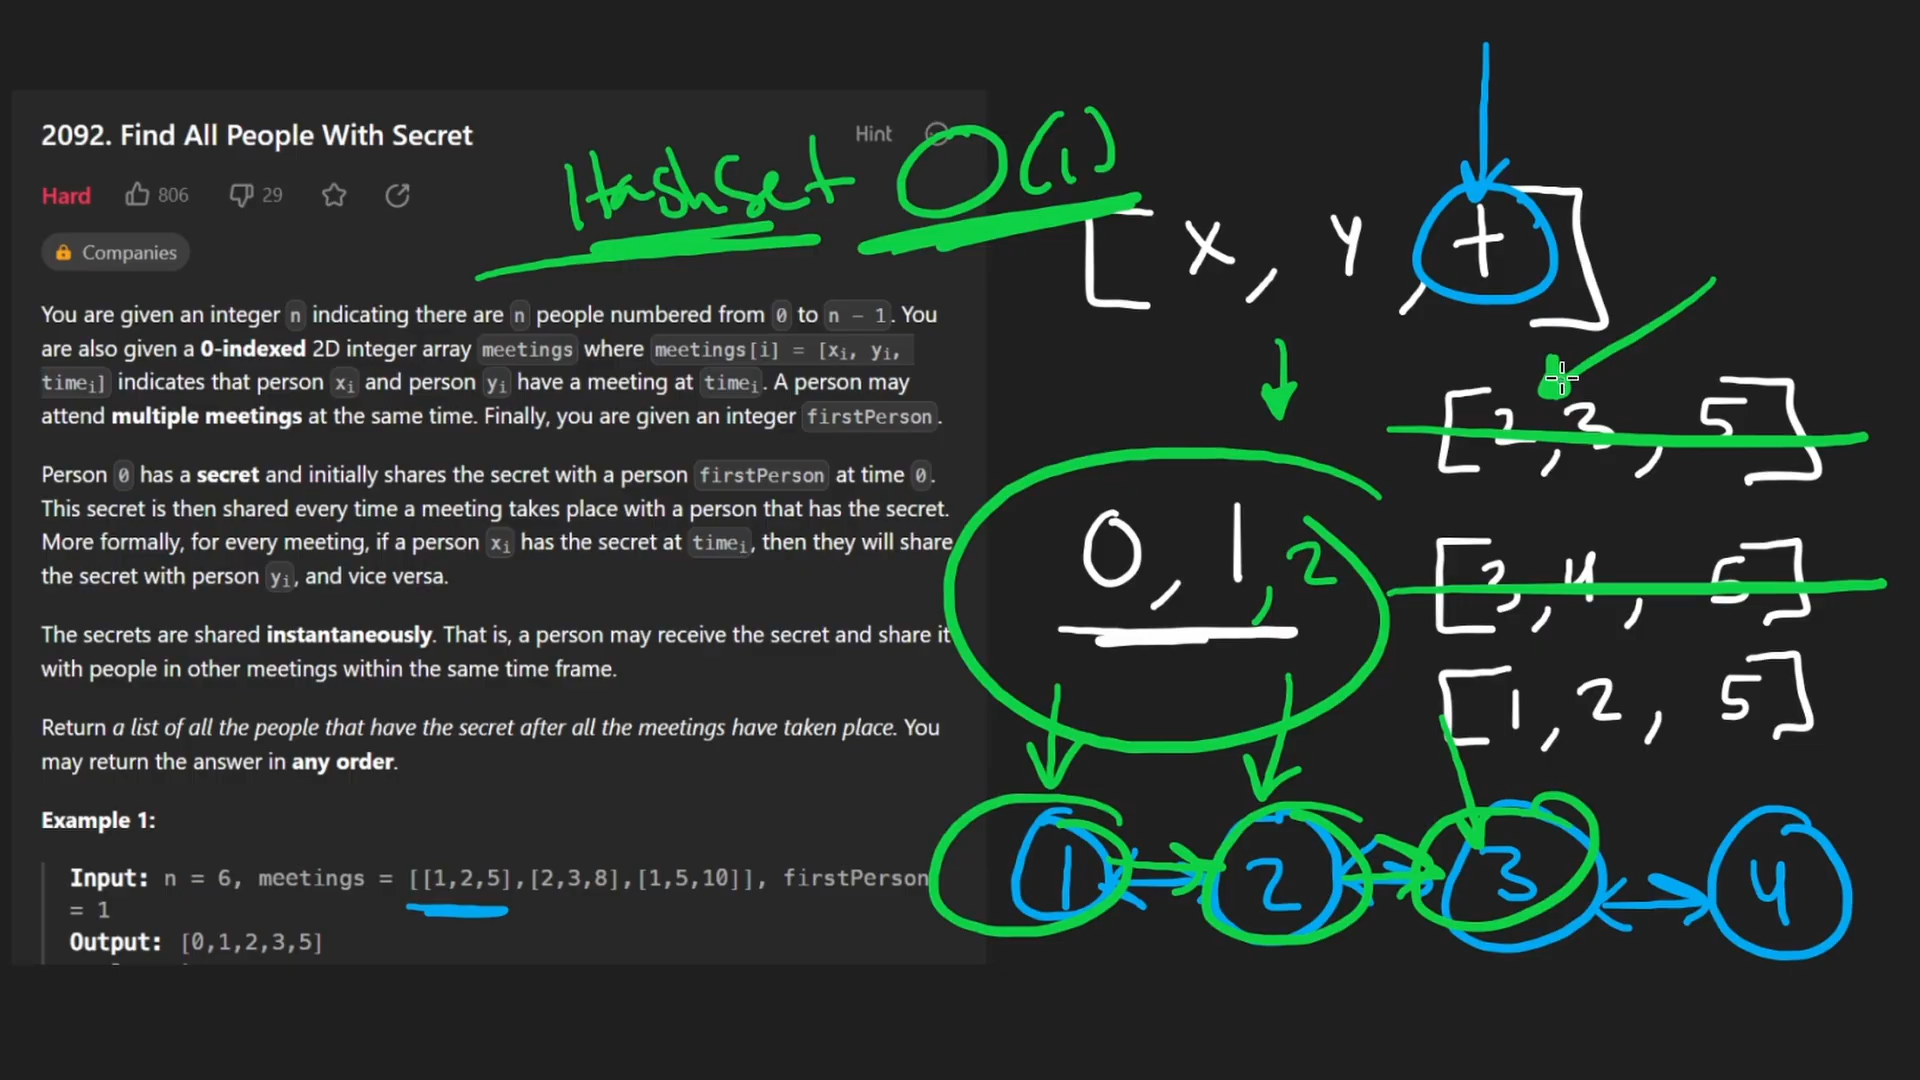 2092. Find All People With Secret
Hint
Hard 806 29
Companies
You are given an integer n indicating there are n people numbered from 0 to n - 1. You
are also given a 0-indexed 2D integer array meetings where meetings[i] = [xi, yi,
timei] indicates that person xi and person yi have a meeting at timei. A person may
attend multiple meetings at the same time. Finally, you are given an integer firstPerson.
Person 0 has a secret and initially shares the secret with a person firstPerson at time 0.
This secret is then shared every time a meeting takes place with a person that has the secret.
More formally, for every meeting, if a person xi has the secret at timei, then they will share
the secret with person yi, and vice versa.
The secrets are shared instantaneously. That is, a person may receive the secret and share it
with people in other meetings within the same time frame.
Return a list of all the people that have the secret after all the meetings have taken place. You
may return the answer in any order.
Example 1:
Input: n = 6, meetings = [[1,2,5],[2,3,8],[1,5,10]], firstPerson
= 1
Output: [0,1,2,3,5]
HashSet O(1)
[x, y, t]
[2,3, 5]
0, 1, 2
[3,4, 5]
[1,2, 5]
1 2 3 4